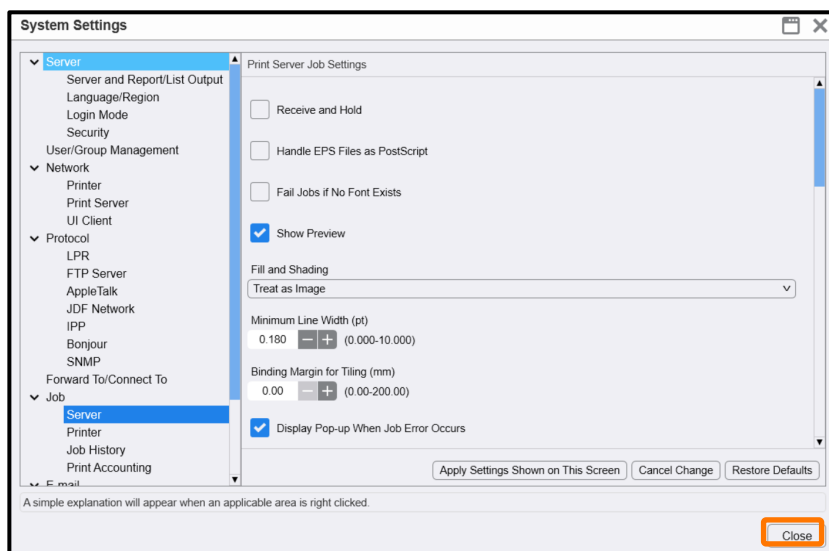 System Settings
Server
Server and Report/List Output
Language/Region
Login Mode
Security
User/Group Management
Network
Printer
Print Server
UI Client
Protocol
LPR
FTP Server
AppleTalk
JDF Network
IPP
Bonjour
SNMP
Forward To/Connect To
Job
Server
Printer
Job History
Print Accounting
E-mail
Print Server Job Settings
Receive and Hold
Handle EPS Files as PostScript
Fail Jobs if No Font Exists
Show Preview
Fill and Shading
Treat as Image
Minimum Line Width (pt)
0.180 (0.000-10.000)
Binding Margin for Tiling (mm)
0.00 (0.00-200.00)
Display Pop-up When Job Error Occurs
Apply Settings Shown on This Screen Cancel Change Restore Defaults
A simple explanation will appear when an applicable area is right clicked.
Close